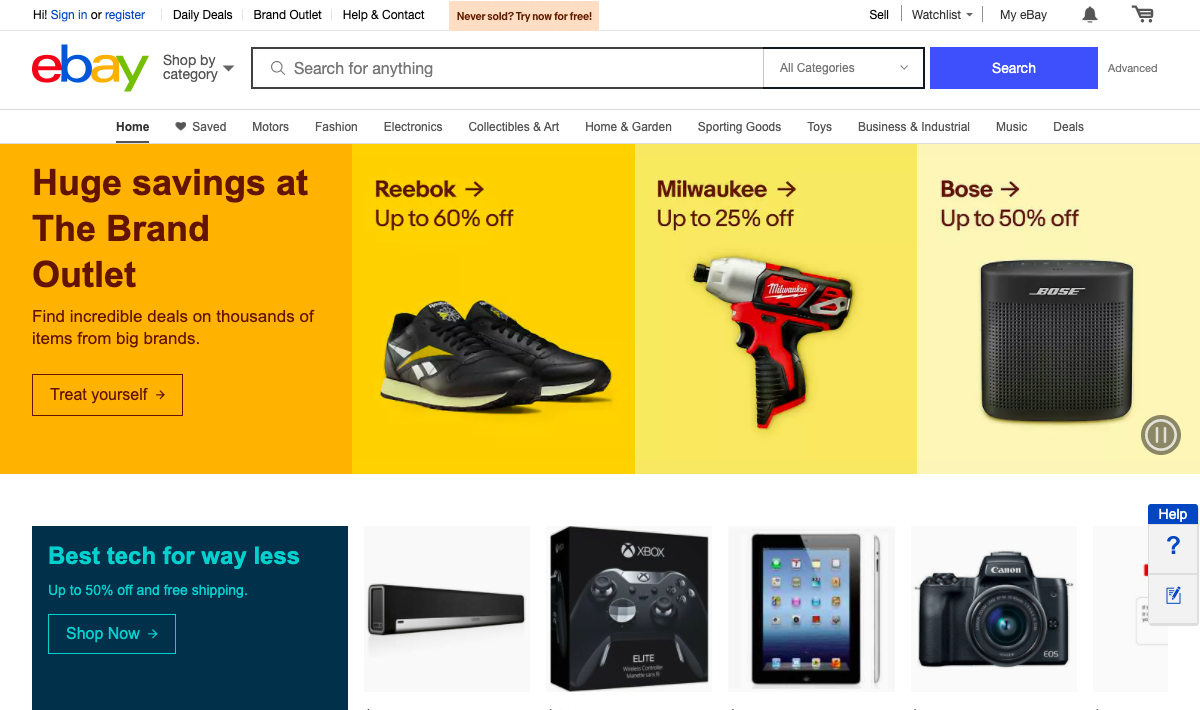 Hi! Sign in or register
Daily Deals
Brand Outlet
Help & Contact
Never sold? Try now for free!
Sell
Watchlist
My eBay
ebay
Shop by
category
Search for anything
All Categories
Search
Advanced
Home
Saved
Motors
Fashion
Electronics
Collectibles & Art
Home & Garden
Sporting Goods
Toys
Business & Industrial
Music
Deals
Huge savings at
The Brand
Outlet
Find incredible deals on thousands of
items from big brands.
Treat yourself →
Reebok →
Up to 60% off
Milwaukee →
Up to 25% off
Milwaukee
Bose →
Up to 50% off
BOSE
Help
?
Best tech for way less
Up to 50% off and free shipping.
Shop Now →
XBOX
ELITE
Wireless Controller
Manette sans fil
Canon
EOS